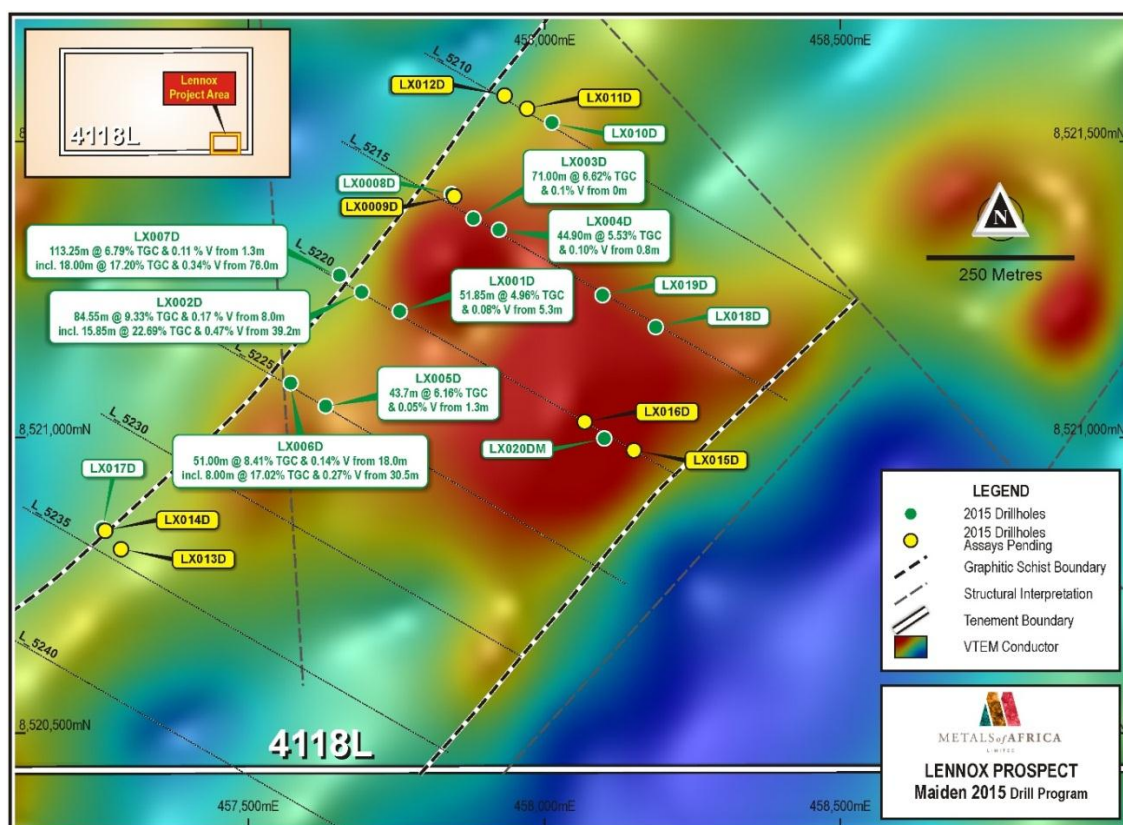 458,000mE
458,500mE
Lennox
Project Area
4118L
L_5210
LX012D
LX011D
LX010D
8,521,500mN
L_5215
LX003D
71.00m @ 6.62% TGC
& 0.1% V from 0m
LX0008D
LX0009D
LX004D
44.90m @ 5.53% TGC
& 0.10% V from 0.8m
N
250 Metres
LX007D
113.25m @ 6.79% TGC & 0.11 % V from 1.3m
incl. 18.00m @ 17.20% TGC & 0.34% V from 76.0m
L_5220
LX001D
51.85m @ 4.96% TGC
& 0.08% V from 5.3m
LX019D
LX018D
LX002D
84.55m @ 9.33% TGC & 0.17 % V from 8.0m
incl. 15.85m @ 22.69% TGC & 0.47% V from 39.2m
L_5225
LX005D
43.7m @ 6.16% TGC
& 0.05% V from 1.3m
LX016D
L_5230
8,521,000mN
LX020DM
LX015D
8,521,000mN
LX006D
51.00m @ 8.41% TGC & 0.14% V from 18.0m
incl. 8.00m @ 17.02% TGC & 0.27% V from 30.5m
LX017D
LX014D
L_5235
LX013D
L_5240
LEGEND
2015 Drillholes
2015 Drillholes
Assays Pending
Graphitic Schist Boundary
Structural Interpretation
Tenement Boundary
VTEM Conductor
8,520,500mN
4118L
METALS of AFRICA
LIMITED
LENNOX PROSPECT
Maiden 2015 Drill Program
457,500mE
458,000mE
458,500mE